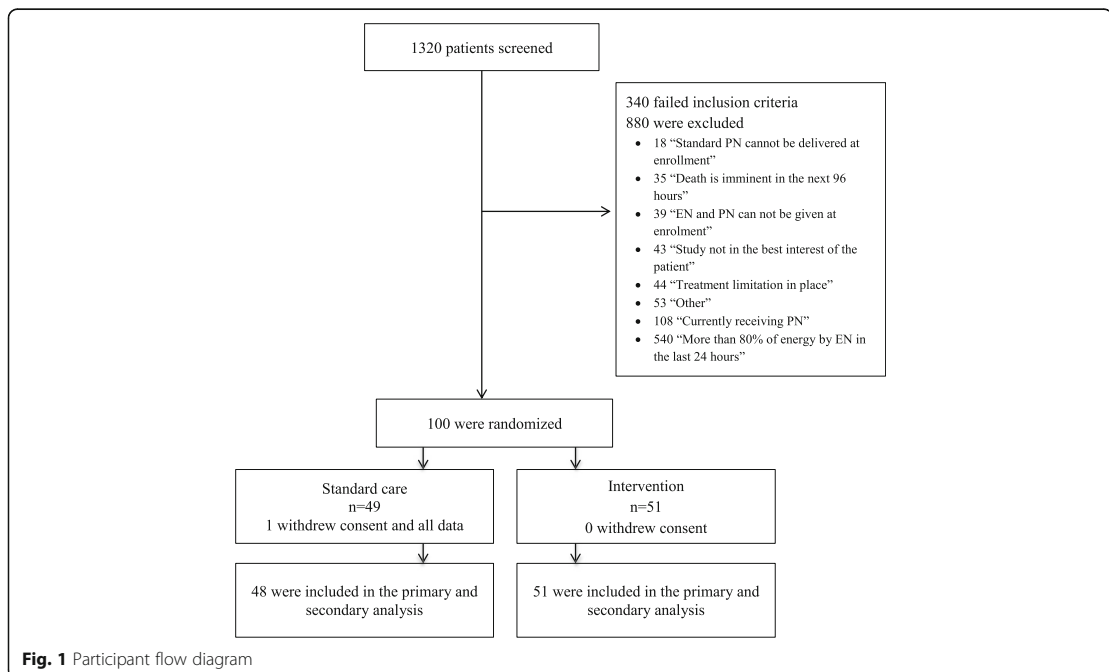 1320 patients screened
340 failed inclusion criteria
880 were excluded
• 18 “Standard PN cannot be delivered at
enrollment”
• 35 “Death is imminent in the next 96
hours”
• 39 “EN and PN can not be given at
enrolment”
• 43 “Study not in the best interest of the
patient”
• 44 “Treatment limitation in place”
• 53 “Other”
• 108 “Currently receiving PN”
• 540 “More than 80% of energy by EN in
the last 24 hours”
100 were randomized
Standard care
n=49
1 withdrew consent and all data
Intervention
n=51
0 withdrew consent
48 were included in the primary and
secondary analysis
51 were included in the primary and
secondary analysis
Fig. 1 Participant flow diagram